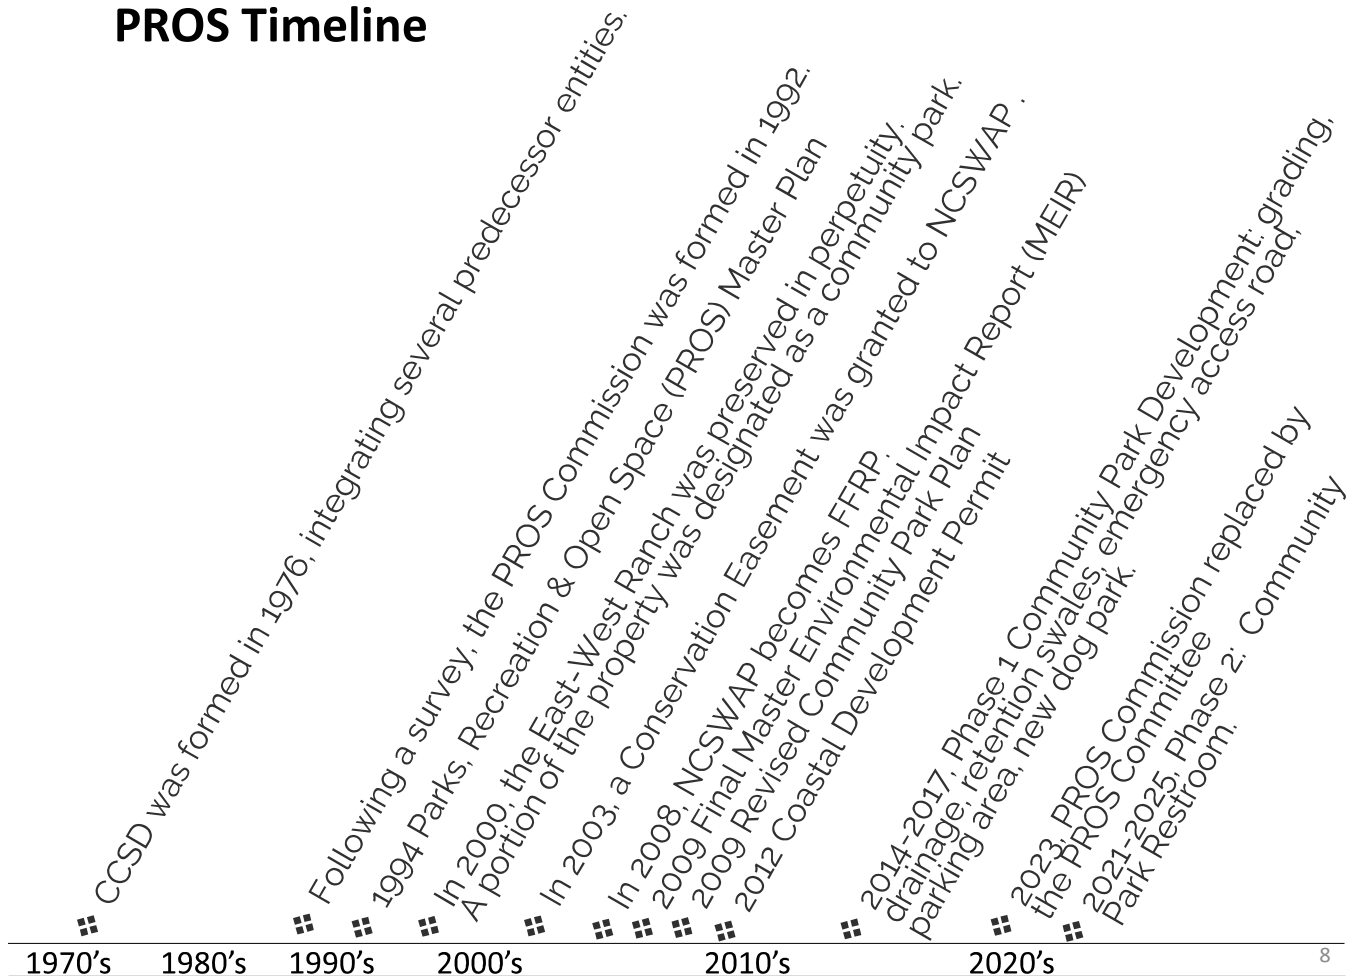 PROS Timeline
CCSD was formed in 1976, integrating several predecessor entities.
Following a survey, the PROS Commission was formed in 1992.
1994 Parks, Recreation & Open Space (PROS) Master Plan
In 2000, the East-West Ranch was preserved in perpetuity.
A portion of the property was designated as a community park.
In 2003, a Conservation Easement was granted to NCSWAP .
In 2008, NCSWAP becomes FFRP.
2009 Final Master Environmental Impact Report (MEIR)
2009 Revised Community Park Plan
2012 Coastal Development Permit
2014-2017, Phase 1 Community Park Development: grading,
drainage, retention swales, emergency access road,
parking area, new dog park.
2023, PROS Commission replaced by
the PROS Committee
2021-2025, Phase 2: Community
Park Restroom.
1970’s 1980’s 1990’s 2000’s 2010’s 2020’s
8